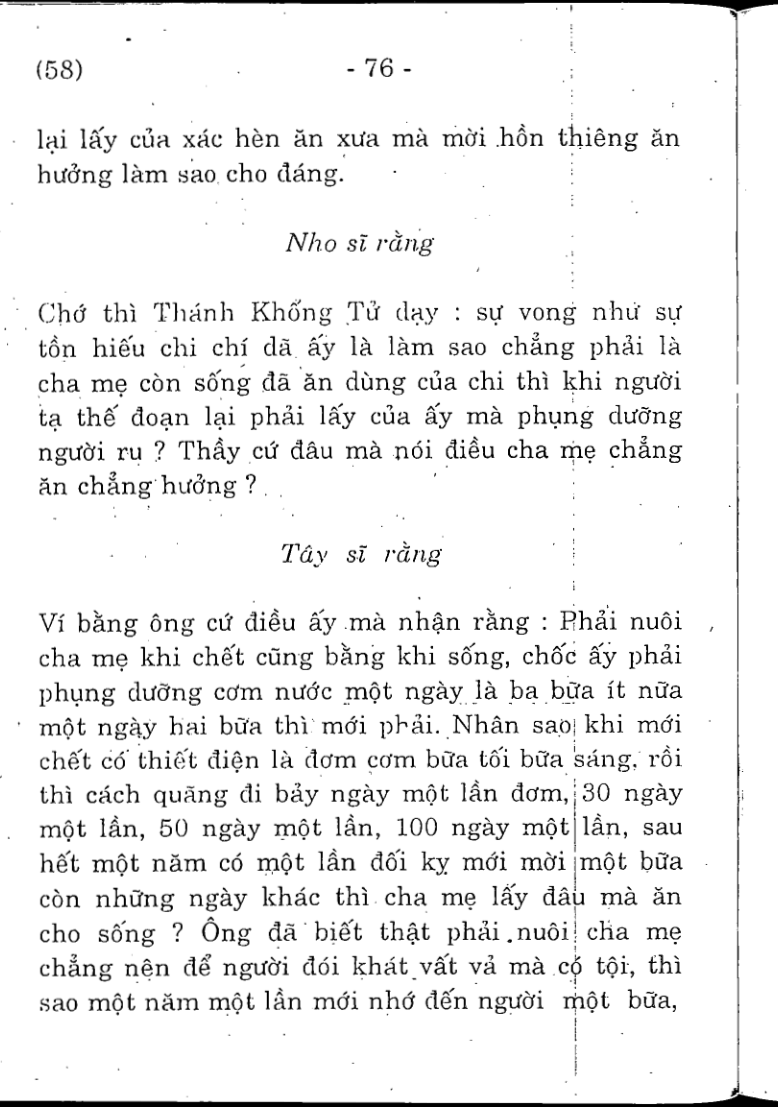 (58)
- 76 -
lại lấy của xác hèn ăn xưa mà mời hồn thiêng ăn
hưởng làm sao cho đáng.
Nho sĩ rằng
Chớ thì Thánh Khổng Tử dạy : sự vong như sự
tồn hiếu chi chí dã ấy là làm sao chẳng phải là
cha mẹ còn sống đã ăn dùng của chi thì khi người
tạ thế đoạn lại phải lấy của ấy mà phụng dưỡng
người ru ? Thầy cứ đâu mà nói điều cha mẹ chẳng
ăn chẳng hưởng ?
Tây sĩ rằng
Ví bằng ông cứ điều ấy mà nhận rằng : Phải nuôi
cha mẹ khi chết cũng bằng khi sống, chốc ấy phải
phụng dưỡng cơm nước một ngày là ba bữa ít nữa
một ngày hai bữa thì mới phải. Nhân sao khi mới
chết có thiết điện là đơm cơm bữa tối bữa sáng, rồi
thì cách quãng đi bảy ngày một lần đơm, 30 ngày
một lần, 50 ngày một lần, 100 ngày một lần, sau
hết một năm có một lần đối kỵ mới mời một bữa
còn những ngày khác thì cha mẹ lấy đâu mà ăn
cho sống ? Ông đã biết thật phải nuôi cha mẹ
chẳng nên để người đói khát vất vả mà có tội, thì
sao một năm một lần mới nhớ đến người một bữa,